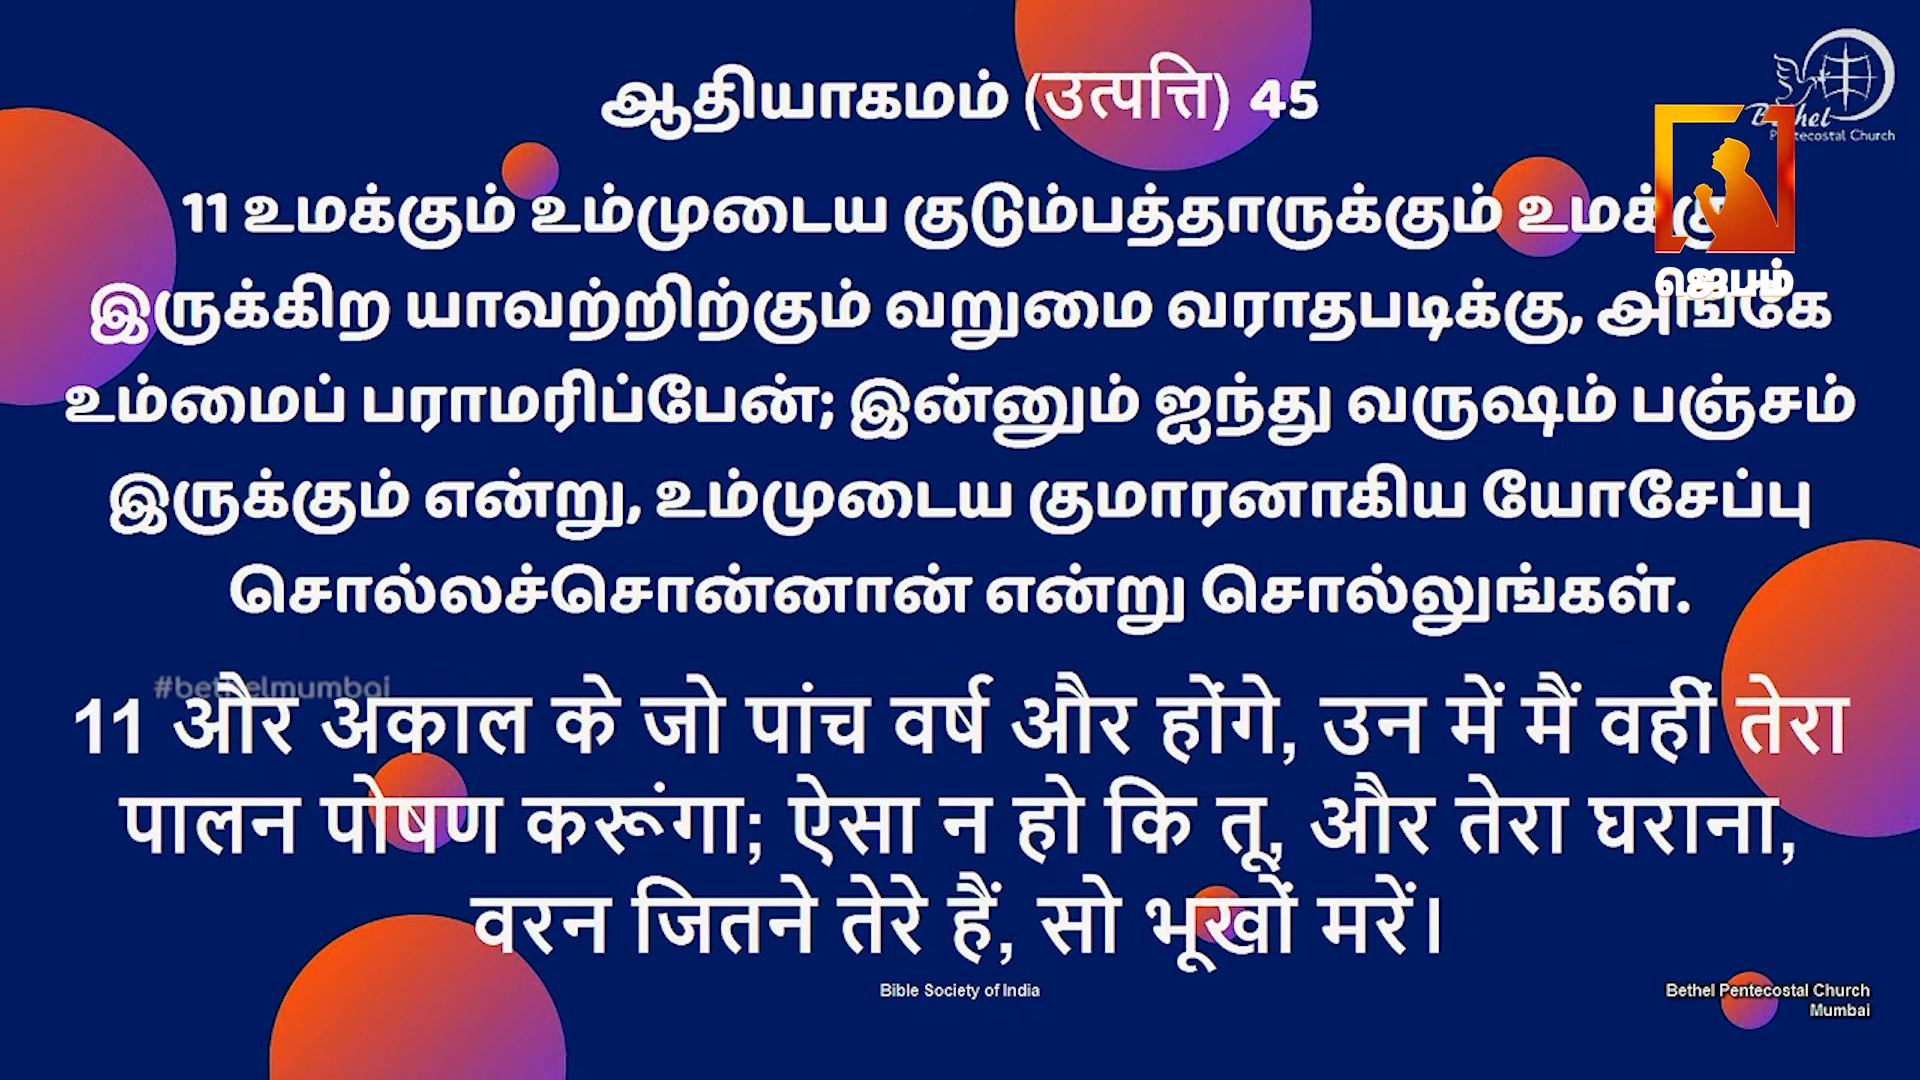 ஆதியாகமம் (उत्पत्ति) 45
Bethel
Pentecostal Church
11 உமக்கும் உம்முடைய குடும்பத்தாருக்கும் உமக்கு
ஜெபம்
இருக்கிற யாவற்றிற்கும் வறுமை வராதபடிக்கு, அங்கே
உம்மைப் பராமரிப்பேன்; இன்னும் ஐந்து வருஷம் பஞ்சம்
இருக்கும் என்று, உம்முடைய குமாரனாகிய யோசேப்பு
சொல்லச்சொன்னான் என்று சொல்லுங்கள்.
#bethelmumbai
11 और अकाल के जो पांच वर्ष और होंगे, उन में मैं वहीं तेरा
पालन पोषण करूंगा; ऐसा न हो कि तू, और तेरा घराना,
वरन जितने तेरे हैं, सो भूखों मरें।
Bible Society of India
Bethel Pentecostal Church
Mumbai